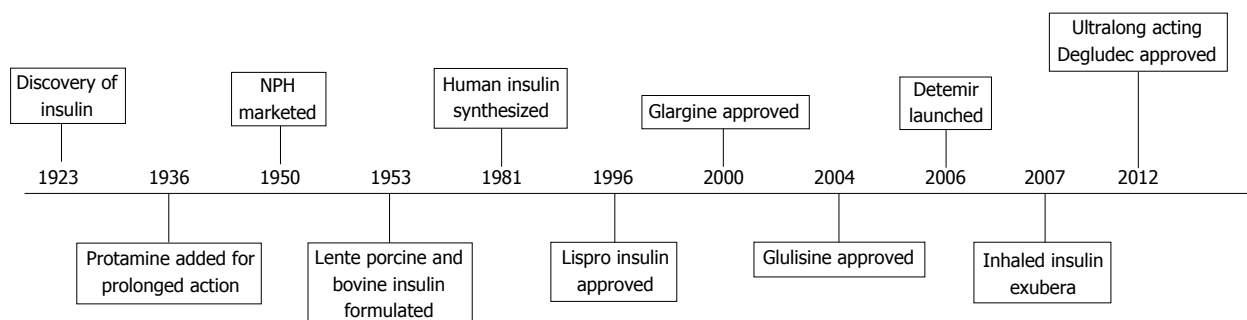 Ultralong acting
Degludec approved
Discovery of
insulin
NPH
marketed
Human insulin
synthesized
Glargine approved
Detemir
launched
1923 1936 1950 1953 1981 1996 2000 2004 2006 2007 2012
Protamine added for
prolonged action
Lente porcine and
bovine insulin
formulated
Lispro insulin
approved
Glulisine approved
Inhaled insulin
exubera